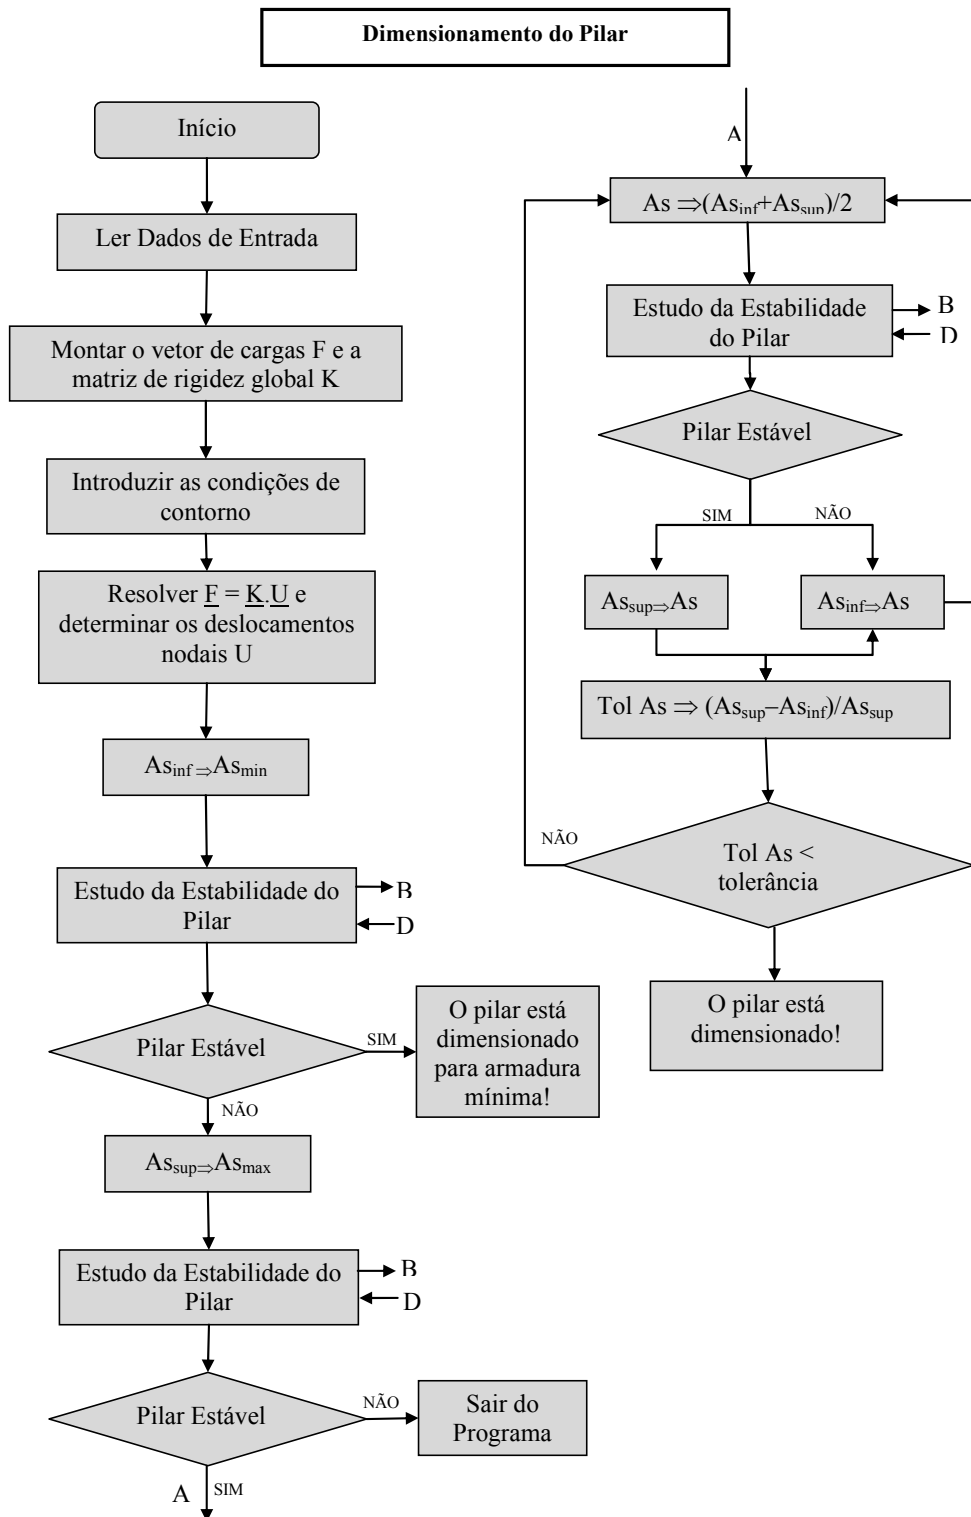 Dimensionamento do Pilar
Início
Ler Dados de Entrada
Montar o vetor de cargas F e a
matriz de rigidez global K
Introduzir as condições de
contorno
Resolver F = K.U e
determinar os deslocamentos
nodais U
Asinf⇒Asmin
Estudo da Estabilidade do
Pilar
B
D
Pilar Estável
SIM
O pilar está
dimensionado
para armadura
mínima!
NÃO
Assup⇒Asmax
Estudo da Estabilidade do
Pilar
B
D
Pilar Estável
NÃO
Sair do
Programa
A
SIM
A
As ⇒(Asinf+Assup)/2
Estudo da Estabilidade
do Pilar
B
D
Pilar Estável
SIM
NÃO
Assup⇒As
Asinf⇒As
Tol As ⇒ (Assup–Asinf)/Assup
NÃO
Tol As <
tolerância
O pilar está
dimensionado!